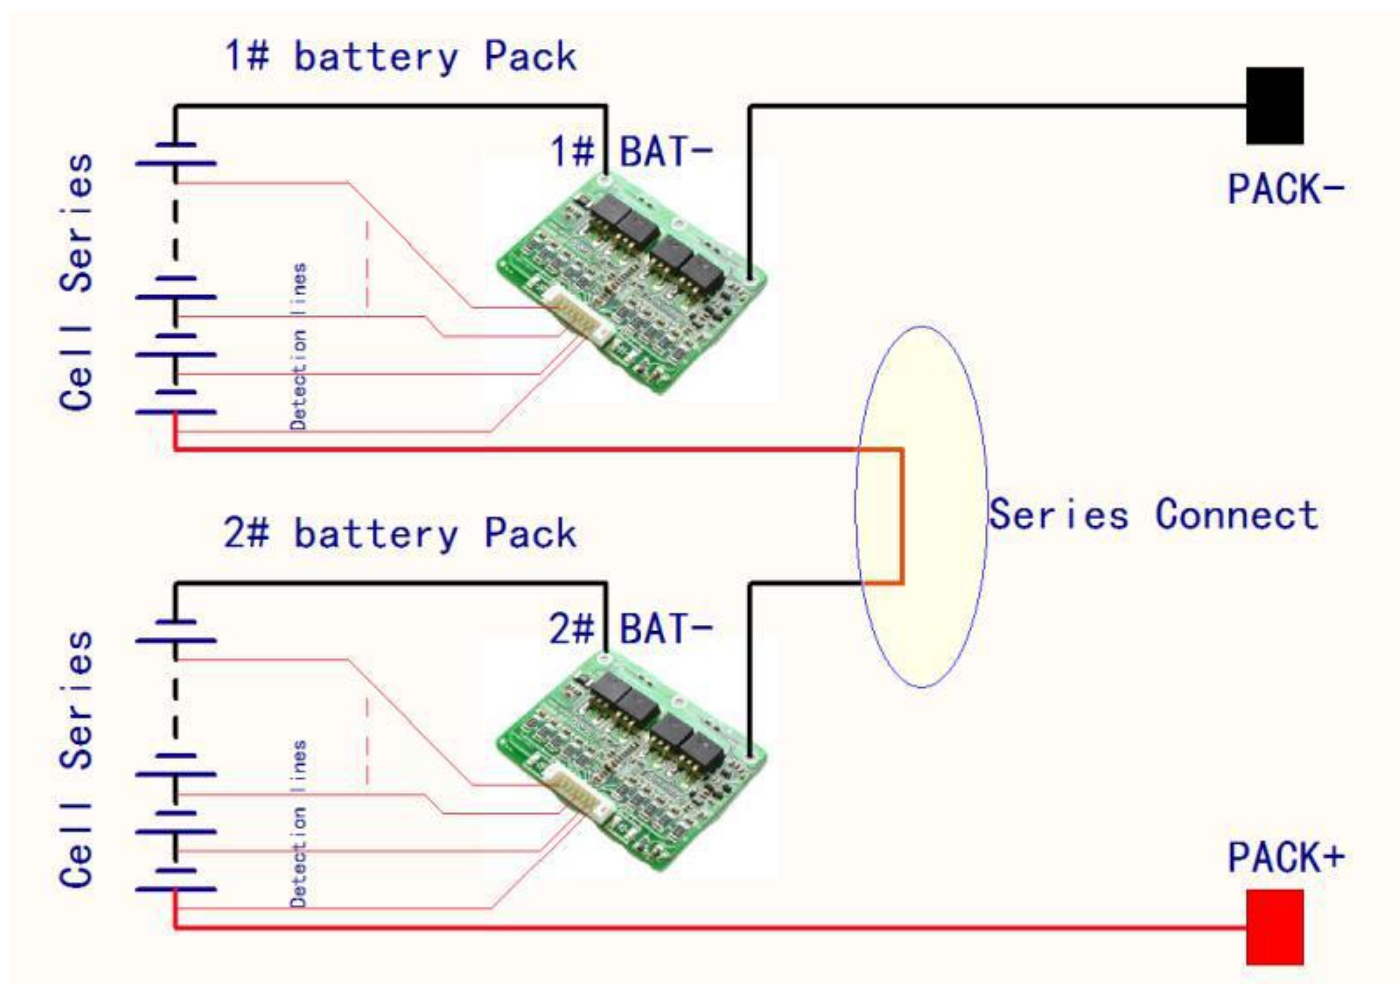 1# battery Pack
1# BAT-
PACK-
Cell Series
Detection lines
Series Connect
2# battery Pack
2# BAT-
Cell Series
Detection lines
PACK+